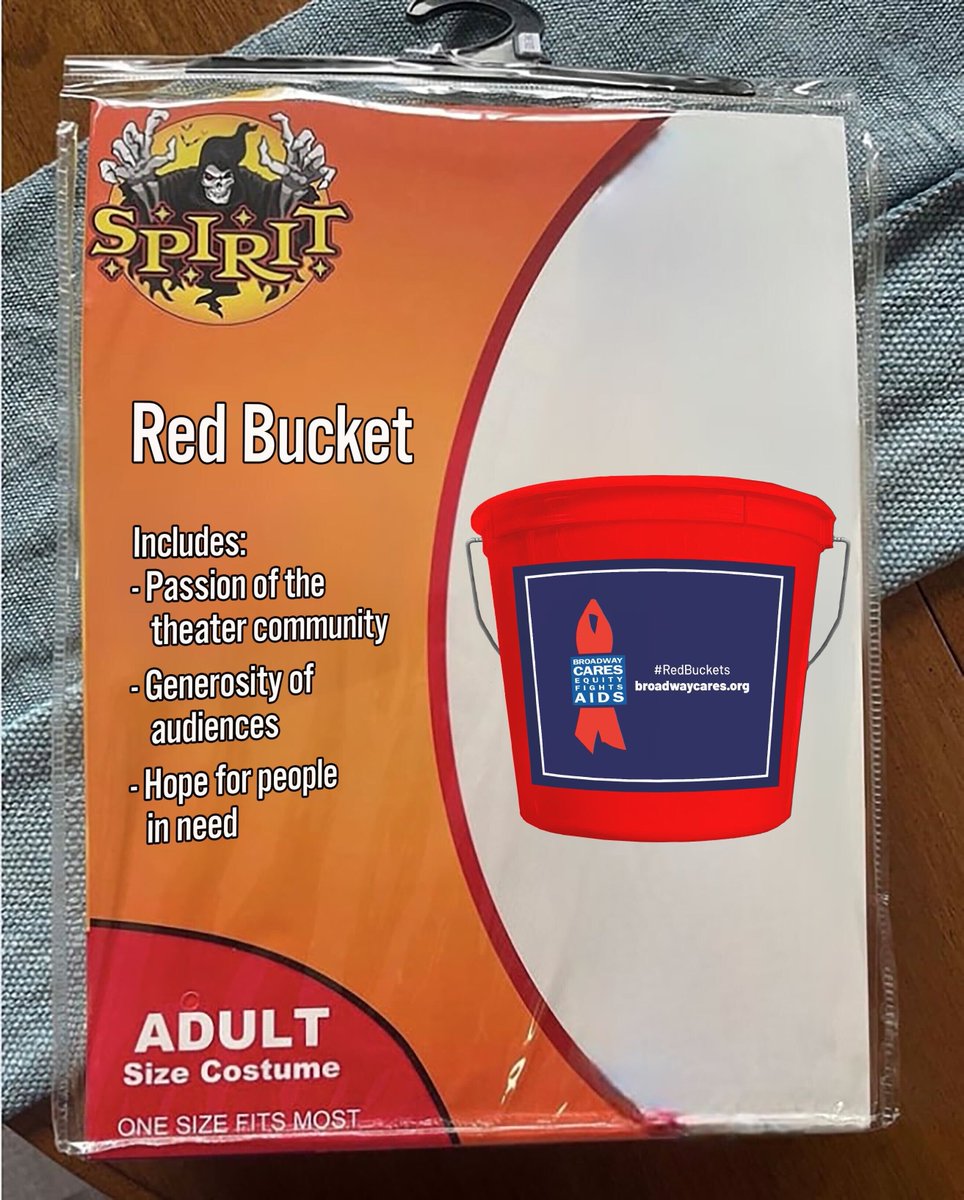 SPIRIT
Red Bucket
Includes:
- Passion of the
theater community
- Generosity of
audiences
- Hope for people
in need
BROADWAY
CARES
EQUITY
FIGHTS
AIDS
#RedBuckets
broadwaycares.org
ADULT
Size Costume
ONE SIZE FITS MOST